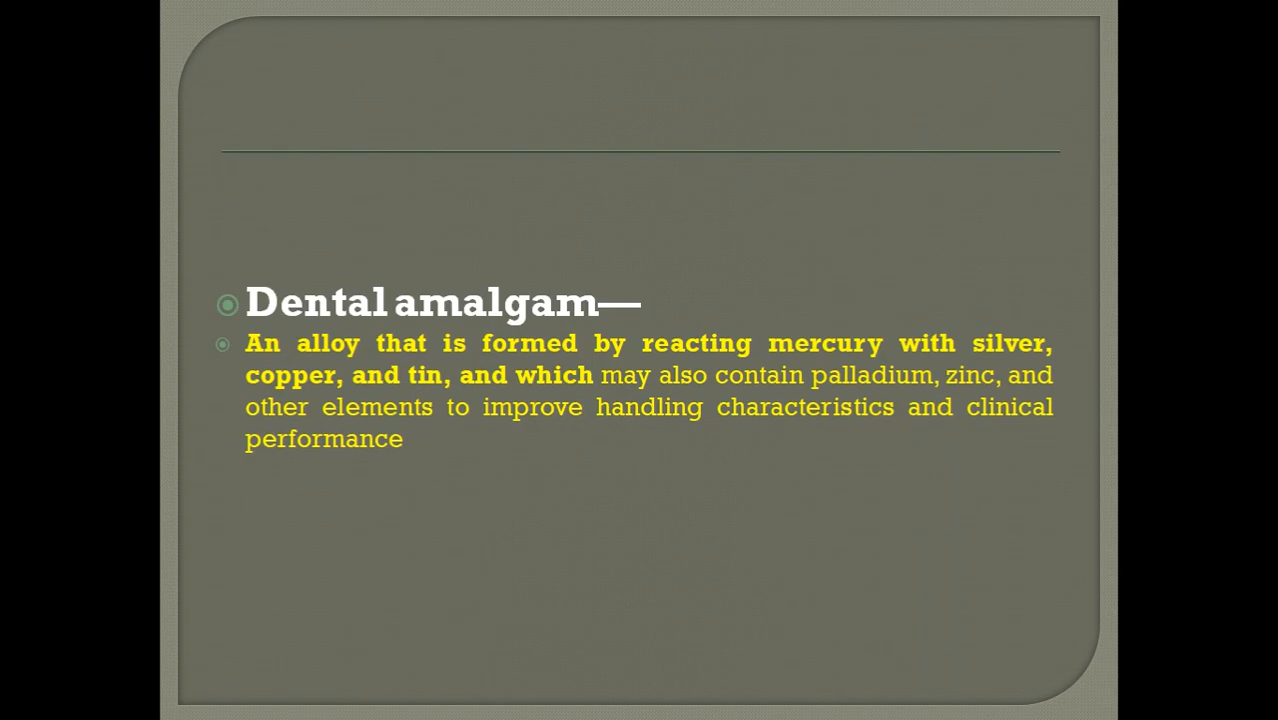 Dental amalgam—
An alloy that is formed by reacting mercury with silver,
copper, and tin, and which may also contain palladium, zinc, and
other elements to improve handling characteristics and clinical
performance